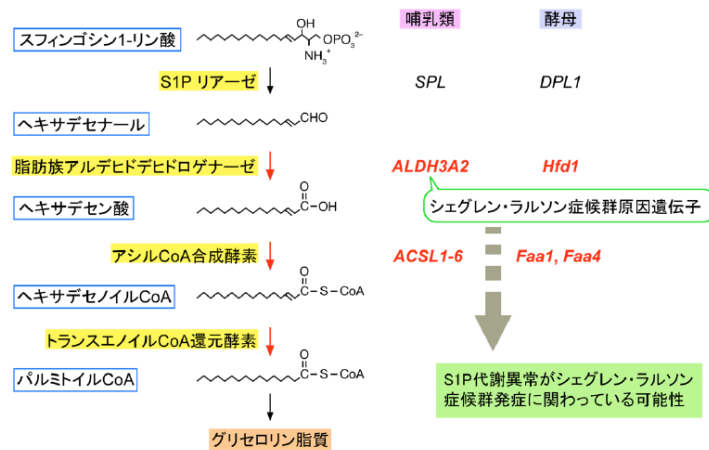 哺乳類
酵母
スフィンゴシン1-リン酸
OH
OPO₃²⁻
NH₃⁺
S1P リアーゼ
SPL
DPL1
ヘキサデセナール
CHO
脂肪族アルデヒドデヒドロゲナーゼ
ALDH3A2
Hfd1
ヘキサデセン酸
O
C
OH
シェグレン・ラルソン症候群原因遺伝子
アシルCoA合成酵素
ACSL1-6
Faa1, Faa4
ヘキサデセノイルCoA
O
C-S-CoA
トランスエノイルCoA還元酵素
パルミトイルCoA
O
C-S-CoA
S1P代謝異常がシェグレン・ラルソン
症候群発症に関わっている可能性
グリセロリン脂質